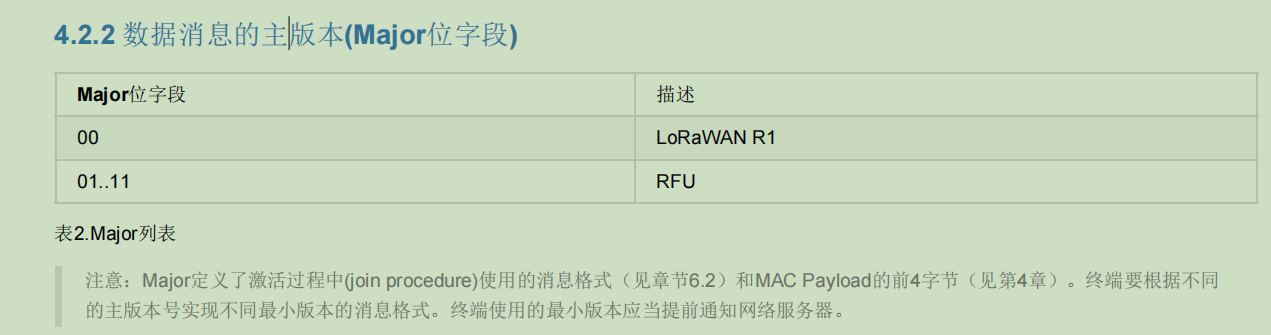 4.2.2 数据消息的主版本(Major位字段)
Major位字段 描述
00 LoRaWAN R1
01..11 RFU
表2.Major列表
注意：Major定义了激活过程中(join procedure)使用的消息格式（见章节6.2）和MAC Payload的前4字节（见第4章）。终端要根据不同
的主版本号实现不同最小版本的消息格式。终端使用的最小版本应当提前通知网络服务器。